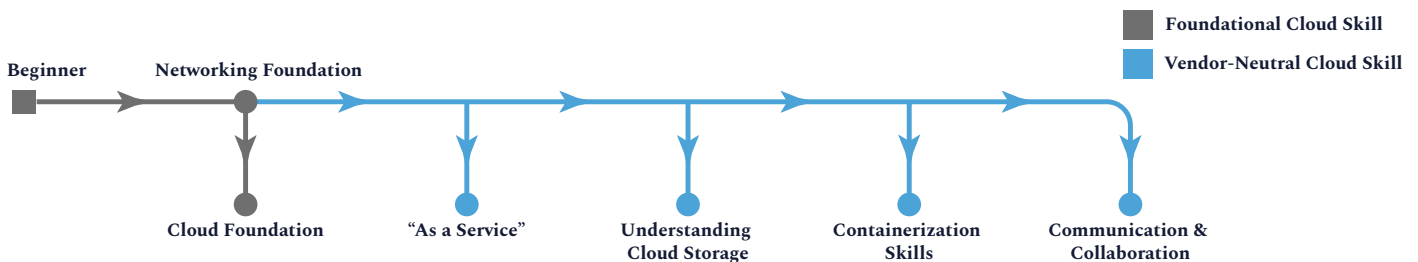 Foundational Cloud Skill
Vendor-Neutral Cloud Skill
Beginner
Networking Foundation
Cloud Foundation
“As a Service”
Understanding
Cloud Storage
Containerization
Skills
Communication &
Collaboration